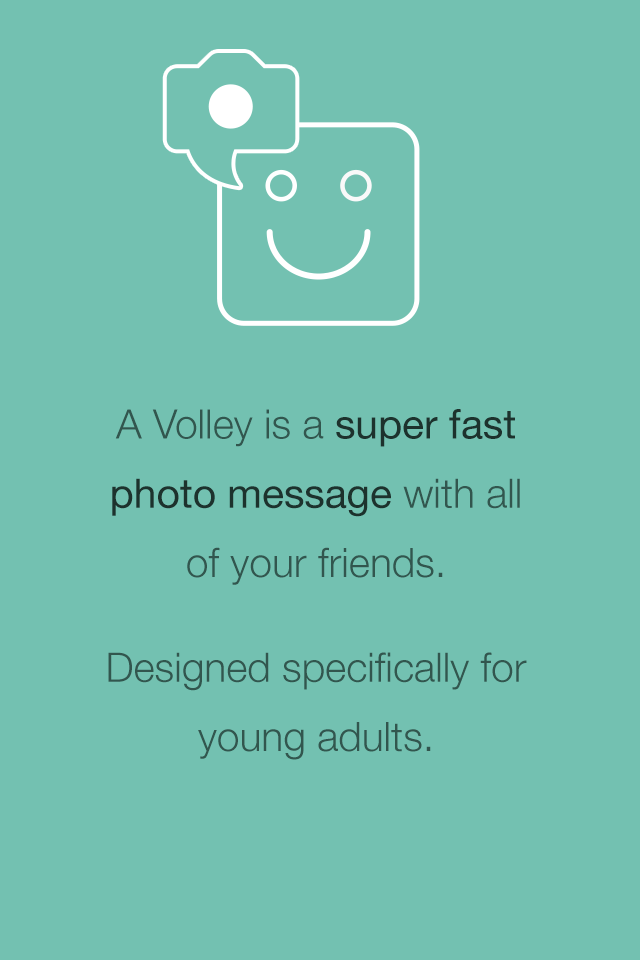 A Volley is a super fast
photo message with all
of your friends.
Designed specifically for
young adults.